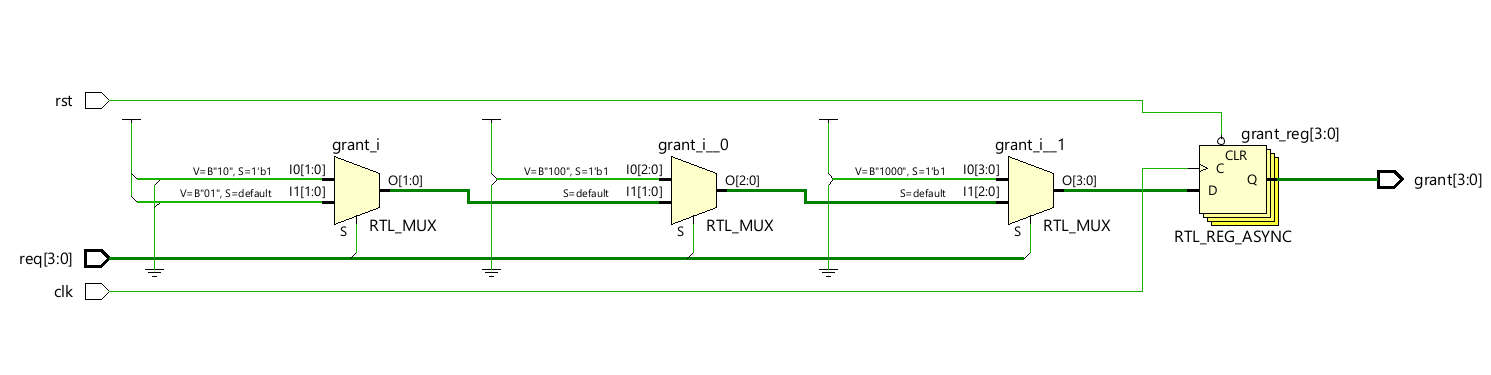 rst
grant_i
V=B"10", S=1'b1 I0[1:0]
V=B"01", S=default I1[1:0]
O[1:0]
S
RTL_MUX
grant_i__0
V=B"100", S=1'b1 I0[2:0]
S=default I1[1:0]
O[2:0]
S
RTL_MUX
grant_i__1
V=B"1000", S=1'b1 I0[3:0]
S=default I1[2:0]
O[3:0]
S
RTL_MUX
grant_reg[3:0]
CLR
C
D
Q
RTL_REG_ASYNC
grant[3:0]
req[3:0]
clk